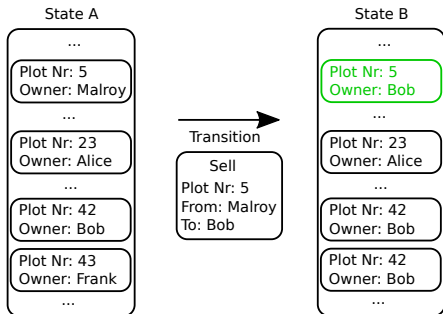 State A
...
Plot Nr: 5
Owner: Malroy
...
Plot Nr: 23
Owner: Alice
...
Plot Nr: 42
Owner: Bob
Plot Nr: 43
Owner: Frank
...
Transition
Sell
Plot Nr: 5
From: Malroy
To: Bob
State B
...
Plot Nr: 5
Owner: Bob
...
Plot Nr: 23
Owner: Alice
...
Plot Nr: 42
Owner: Bob
Plot Nr: 42
Owner: Bob
...